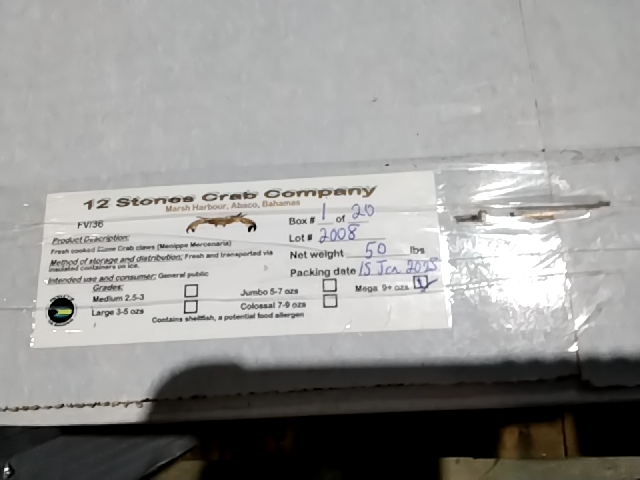 12 Stones Crab Company
Marsh Harbour, Abaco, Bahamas
FV/36
Box # 1 of 20
Lot # 2008
Net weight 50 lbs
Packing date 15 Jan 2025
Product Description:
Fresh cooked Stone Crab claws (Menippe Mercenaria)
Method of storage and distribution: Fresh and transported via
insulated containers on ice.
Intended use and consumer: General public
Grades:
Medium 2.5-3
Jumbo 5-7 ozs
Mega 9+ ozs
Large 3-5 ozs
Colossal 7-9 ozs
Contains shellfish, a potential food allergen